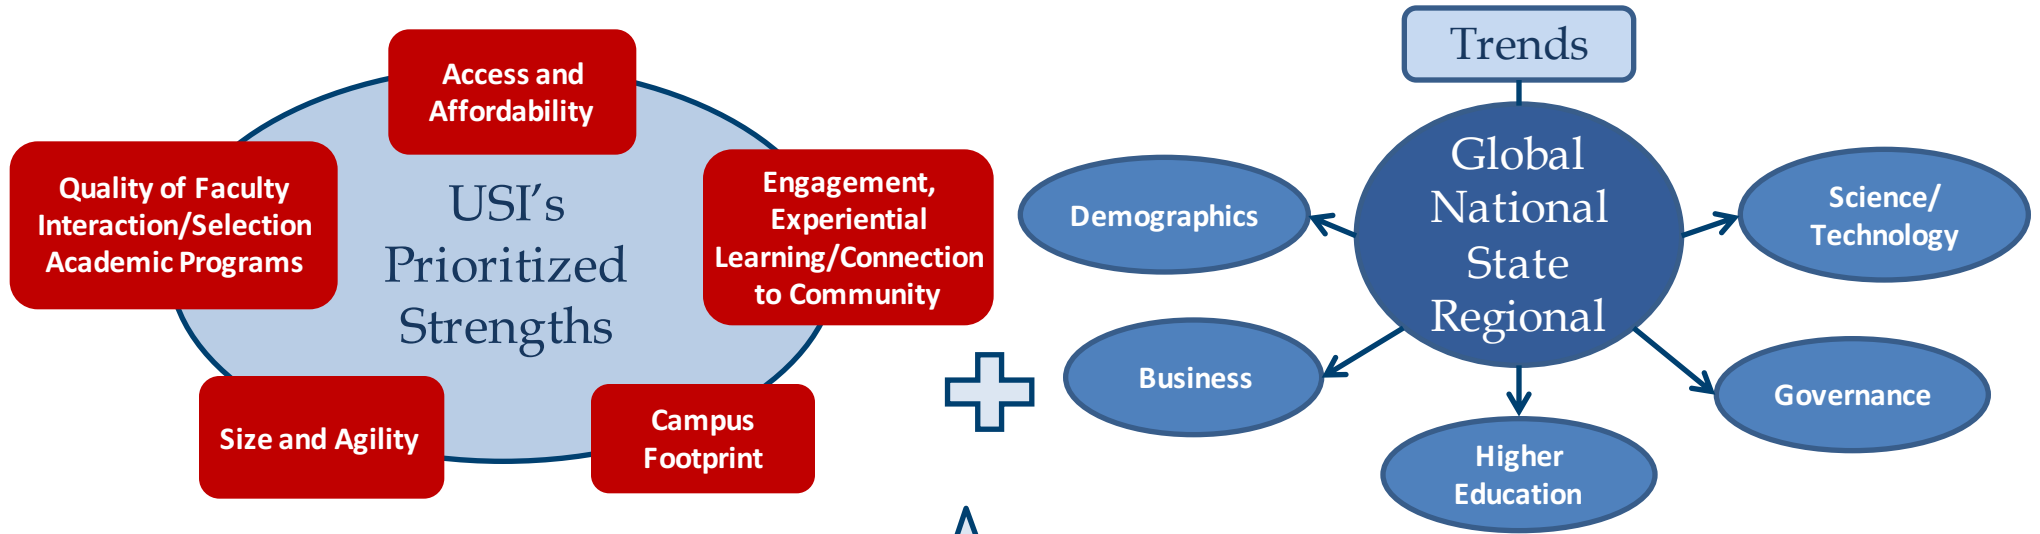 Access and
Affordability
Quality of Faculty
Interaction/Selection
Academic Programs
USI's
Prioritized
Strengths
Engagement,
Experiential
Learning/Connection
to Community
Size and Agility
Campus
Footprint
Trends
Global
National
State
Regional
Demographics
Science/
Technology
Business
Governance
Higher
Education